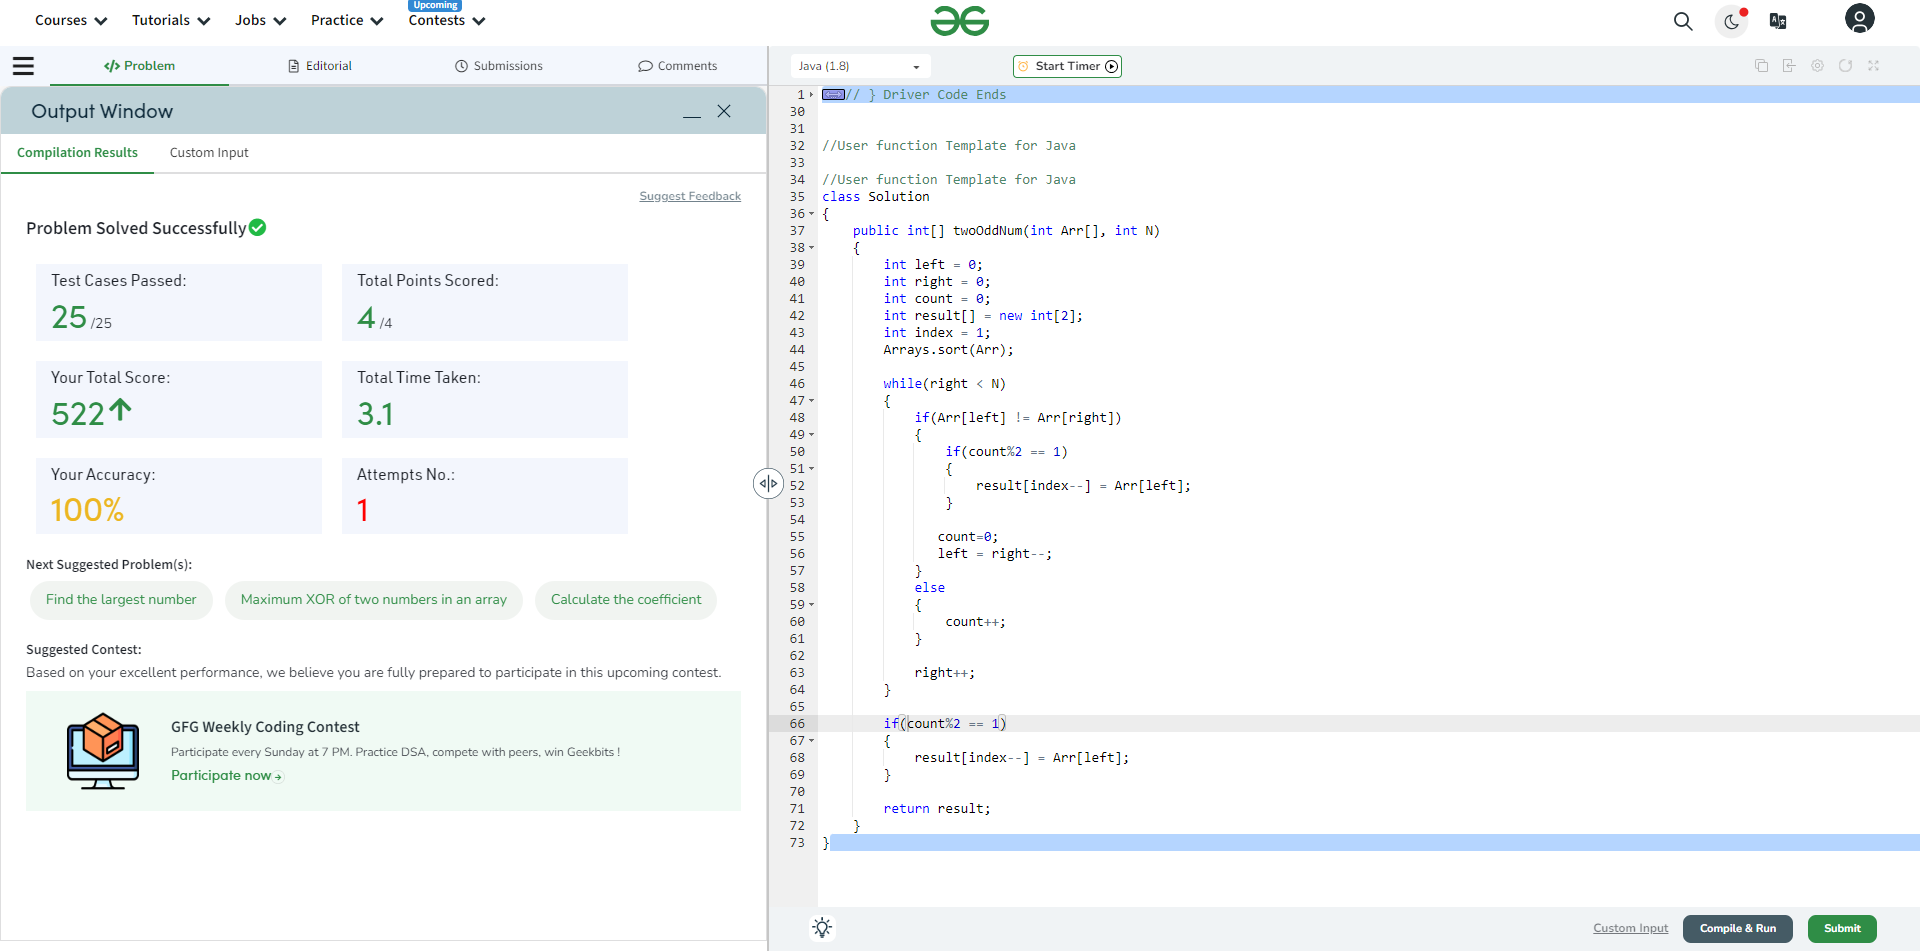 Courses
Tutorials
Jobs
Practice
Upcoming
Contests
Problem
Editorial
Submissions
Comments
Output Window
Compilation Results
Custom Input
Suggest Feedback
Problem Solved Successfully
Test Cases Passed:
25 /25
Total Points Scored:
4 /4
Your Total Score:
522
Total Time Taken:
3.1
Your Accuracy:
100%
Attempts No.:
1
Next Suggested Problem(s):
Find the largest number
Maximum XOR of two numbers in an array
Calculate the coefficient
Suggested Contest:
Based on your excellent performance, we believe you are fully prepared to participate in this upcoming contest.
GFG Weekly Coding Contest
Participate every Sunday at 7 PM. Practice DSA, compete with peers, win Geekbits !
Participate now
Java (1.8)
Start Timer
1 // } Driver Code Ends
30
31
32 //User function Template for Java
33
34 //User function Template for Java
35 class Solution
36 {
37 public int[] twoOddNum(int Arr[], int N)
38 {
39 int left = 0;
40 int right = 0;
41 int count = 0;
42 int result[] = new int[2];
43 int index = 1;
44 Arrays.sort(Arr);
45
46 while(right < N)
47 {
48 if(Arr[left] != Arr[right])
49 {
50 if(count%2 == 1)
51 {
52 result[index--] = Arr[left];
53 }
54
55 count=0;
56 left = right--;
57 }
58 else
59 {
60 count++;
61 }
62
63 right++;
64 }
65
66 if(count%2 == 1)
67 {
68 result[index--] = Arr[left];
69 }
70
71 return result;
72 }
73 }
Custom Input
Compile & Run
Submit